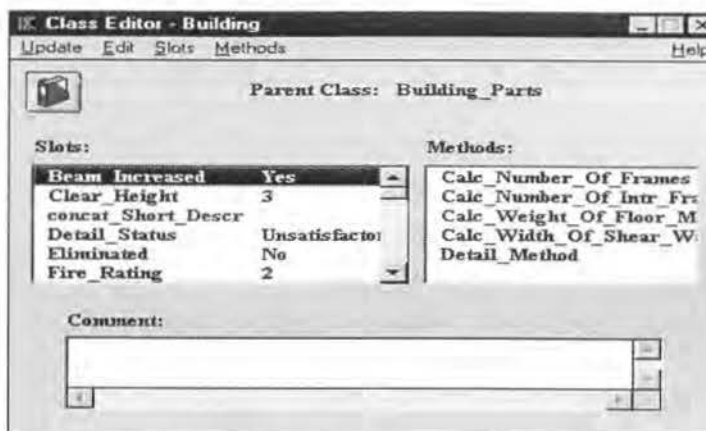 Class Editor - Building
Update Edit Slots Methods Help
Parent Class: Building_Parts
Slots:
Beam_Increased Yes
Clear_Height 3
concat_Short_Descr
Detail_Status Unsatisfactor
Eliminated No
Fire_Rating 2
Methods:
Calc_Number_Of_Frames
Calc_Number_Of_Intr_Fra
Calc_Weight_Of_Floor_M
Calc_Width_Of_Shear_W
Detail_Method
Comment: